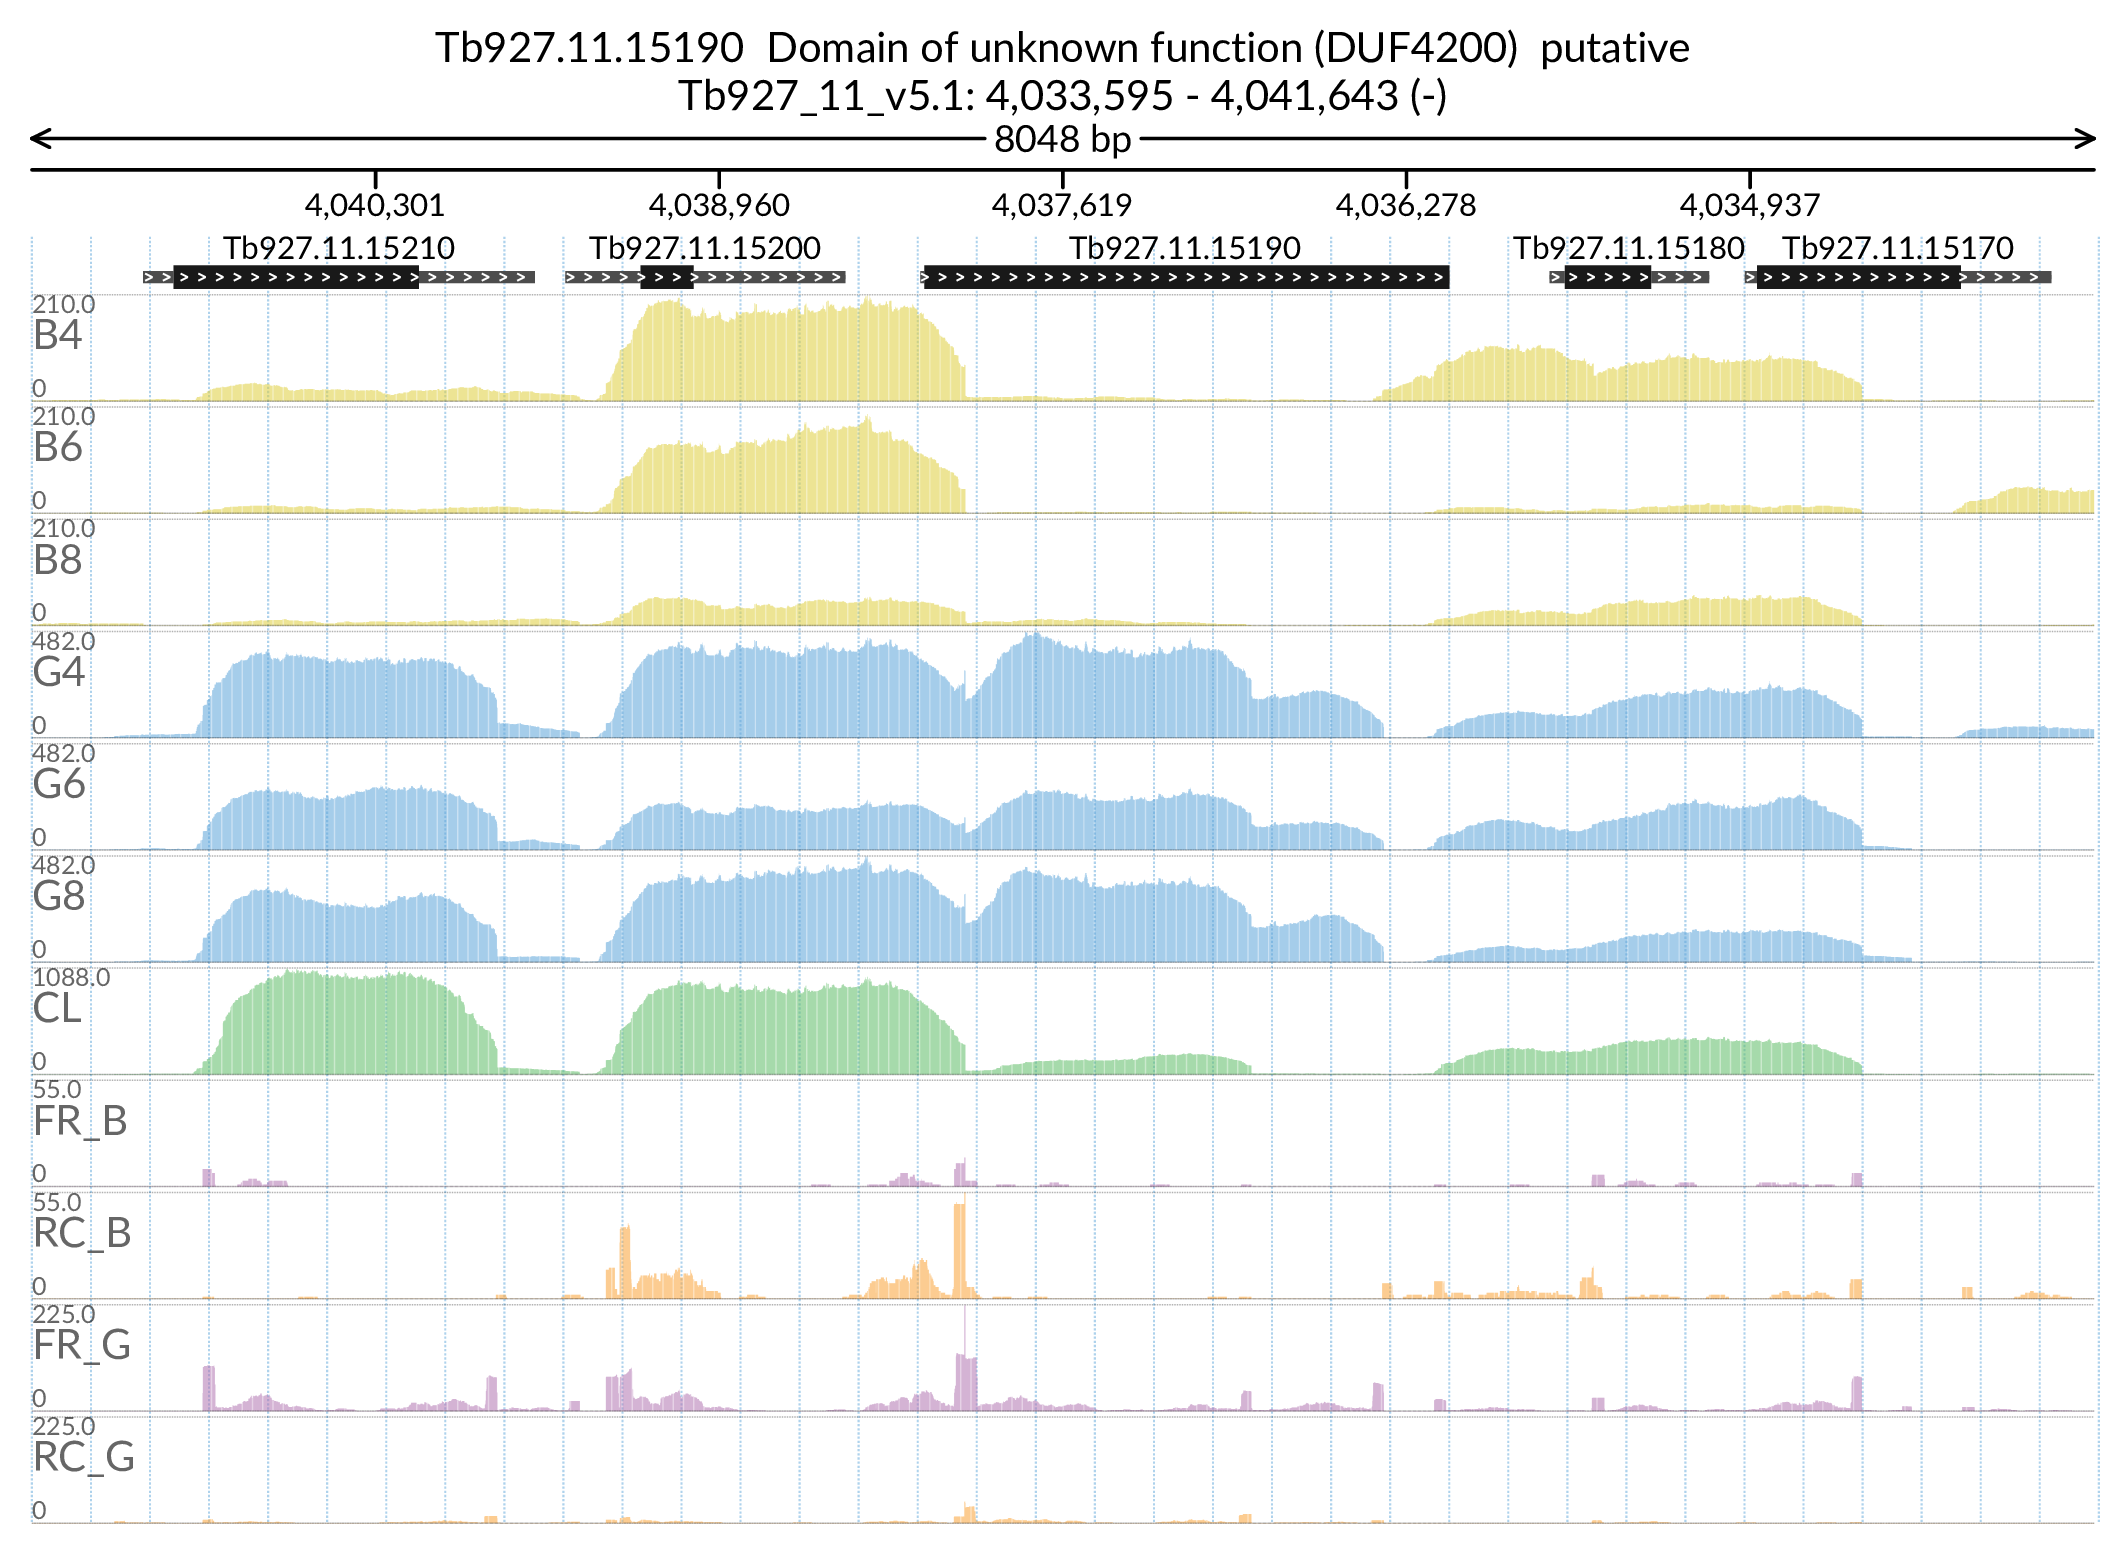 Tb927.11.15190  Domain of unknown function (DUF4200)  putative
Tb927_11_v5.1: 4,033,595 - 4,041,643 (-)
8048 bp
4,040,301 4,038,960 4,037,619 4,036,278 4,034,937
Tb927.11.15210 Tb927.11.15200 Tb927.11.15190 Tb927.11.15180 Tb927.11.15170
210.0
B4
0
210.0
B6
0
210.0
B8
0
482.0
G4
0
482.0
G6
0
482.0
G8
0
1088.0
CL
0
55.0
FR_B
0
55.0
RC_B
0
225.0
FR_G
0
225.0
RC_G
0